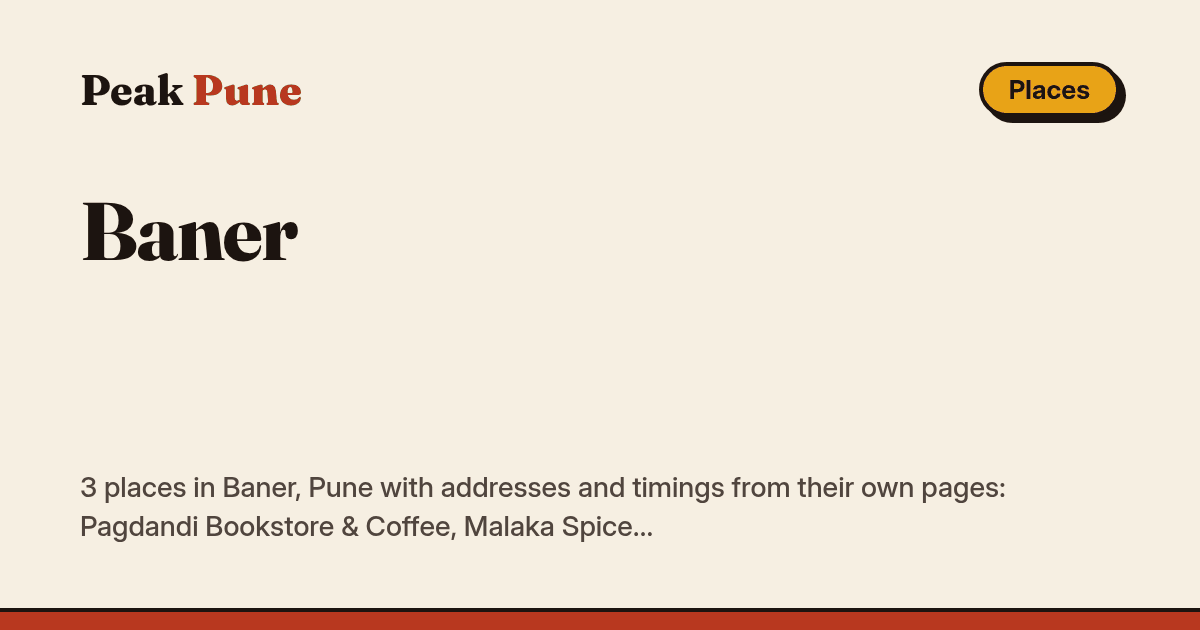 Peak Pune
Places
Baner
3 places in Baner, Pune with addresses and timings from their own pages:
Pagdandi Bookstore & Coffee, Malaka Spice…